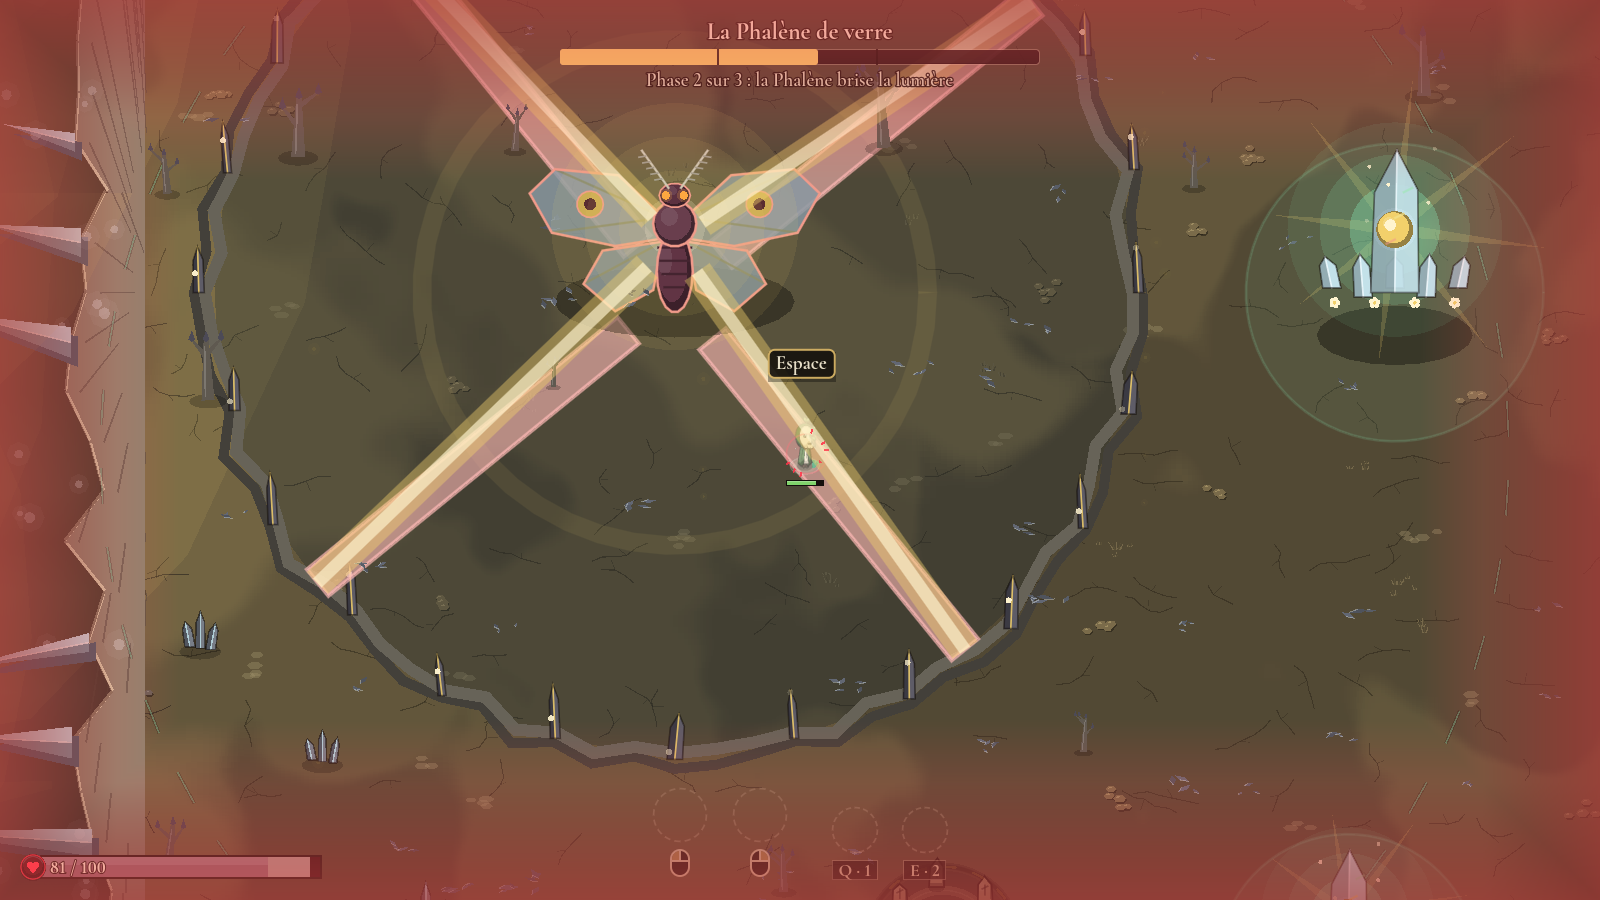 La Phalène de verre
Phase 2 sur 3 : la Phalène brise la lumière
Espace
81 / 100
Q · 1
E · 2